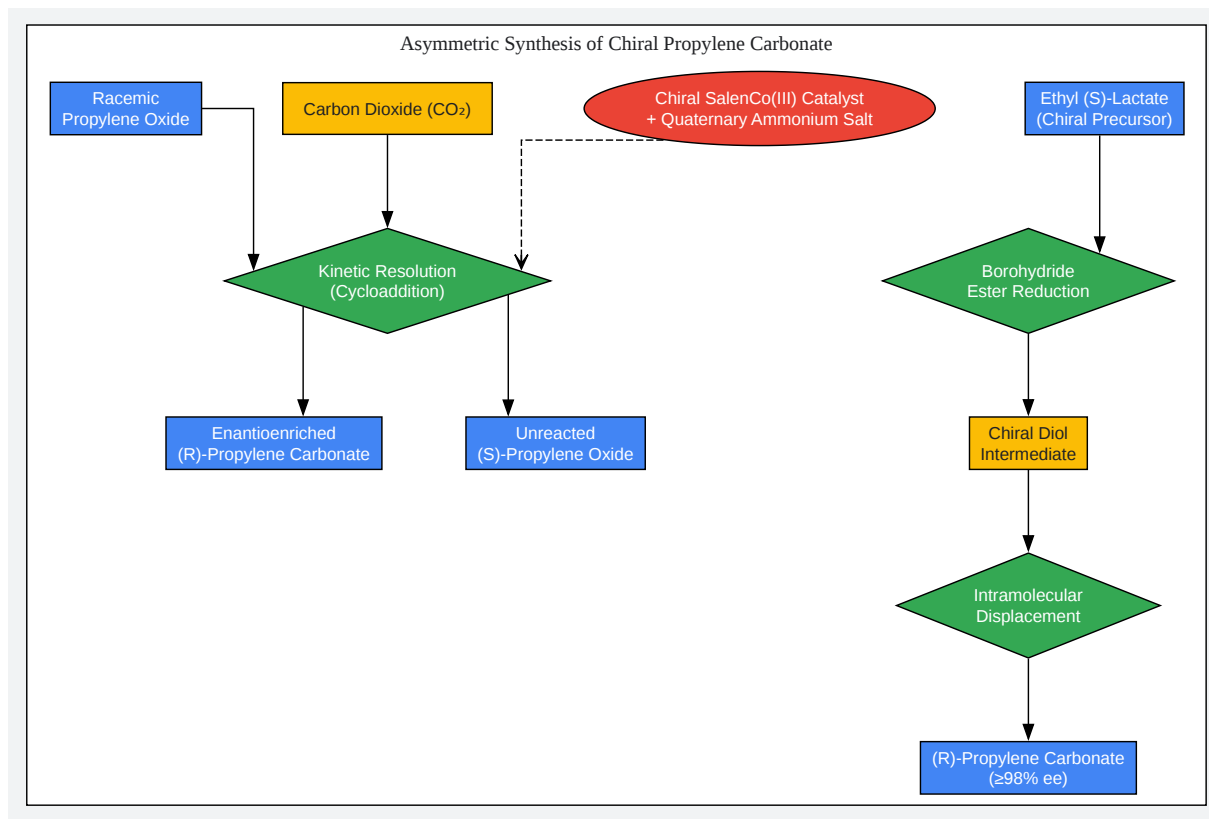 Asymmetric Synthesis of Chiral Propylene Carbonate
Racemic
Propylene Oxide
Carbon Dioxide (CO₂)
Chiral SalenCo(III) Catalyst
+ Quaternary Ammonium Salt
Ethyl (S)-Lactate
(Chiral Precursor)
Kinetic Resolution
(Cycloaddition)
Borohydride
Ester Reduction
Enantioenriched
(R)-Propylene Carbonate
Unreacted
(S)-Propylene Oxide
Chiral Diol
Intermediate
Intramolecular
Displacement
(R)-Propylene Carbonate
(≥98% ee)